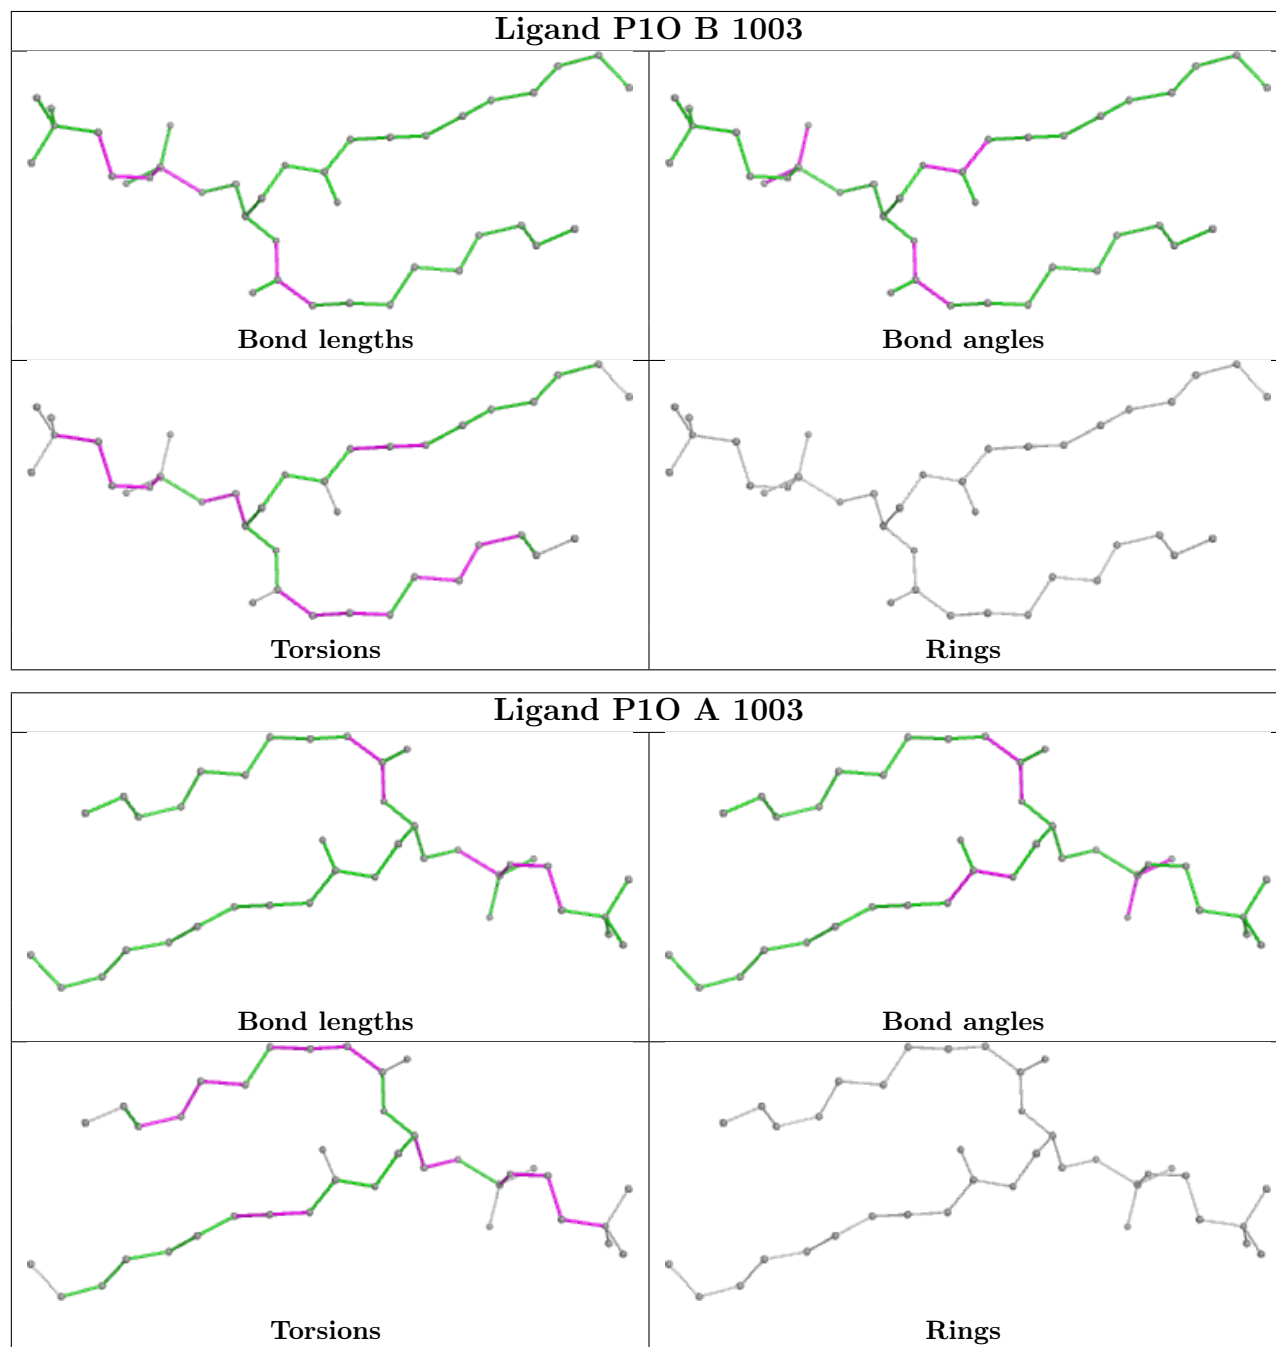 Ligand P1O B 1003
Bond lengths
Bond angles
Torsions
Rings
Ligand P1O A 1003
Bond lengths
Bond angles
Torsions
Rings